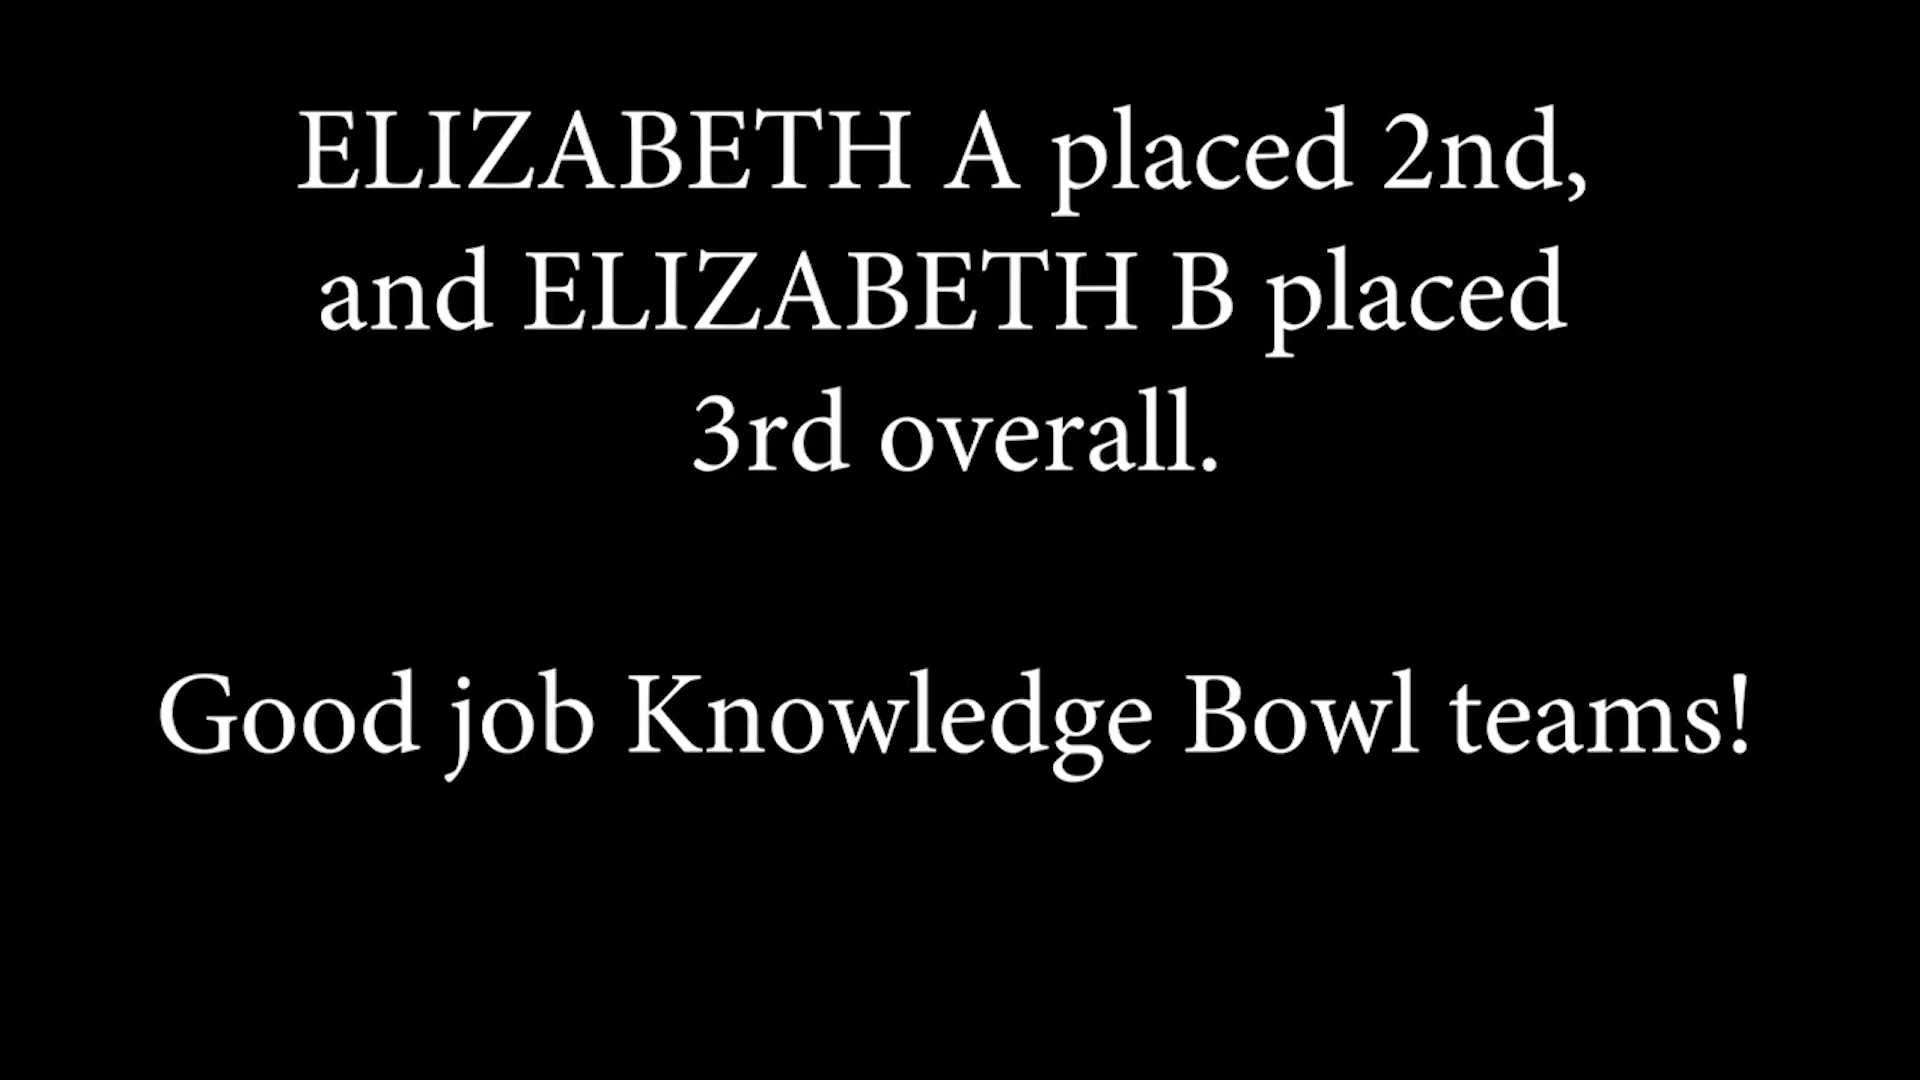 ELIZABETH A placed 2nd,
and ELIZABETH B placed
3rd overall.
Good job Knowledge Bowl teams!